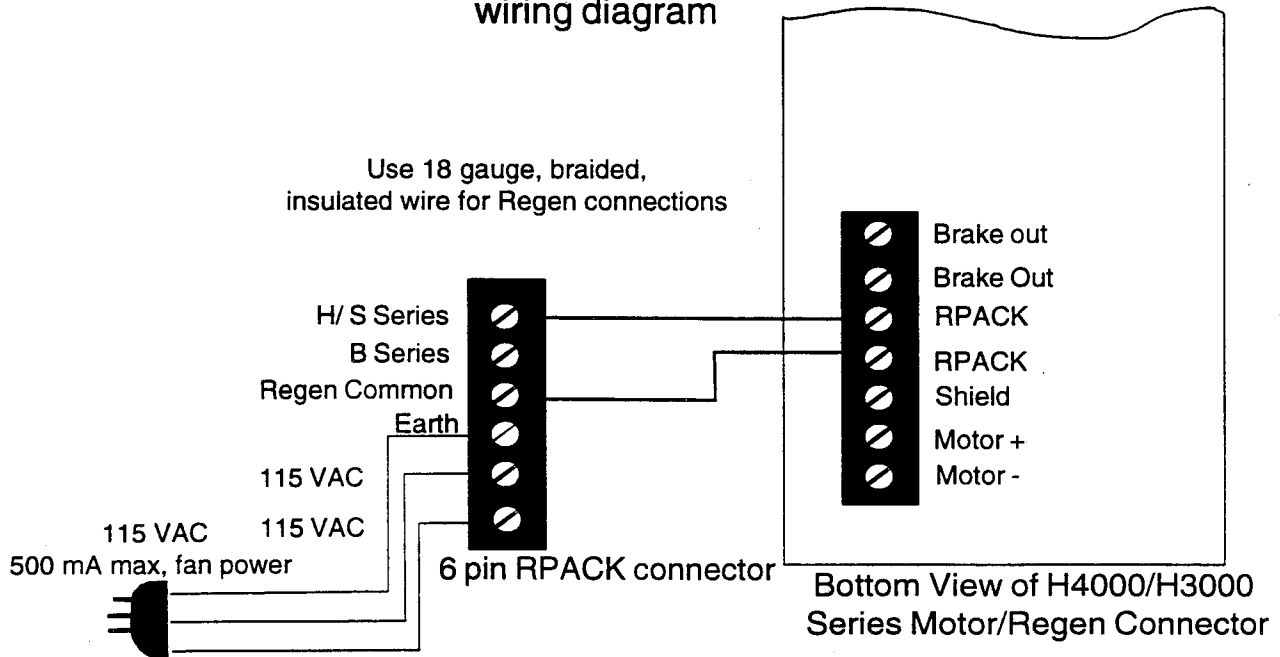 wiring diagram
Use 18 gauge, braided,
insulated wire for Regen connections
H/ S Series
B Series
Regen Common
Earth
115 VAC
115 VAC
115 VAC
500 mA max, fan power
6 pin RPACK connector
Brake out
Brake Out
RPACK
RPACK
Shield
Motor +
Motor -
Bottom View of H4000/H3000
Series Motor/Regen Connector